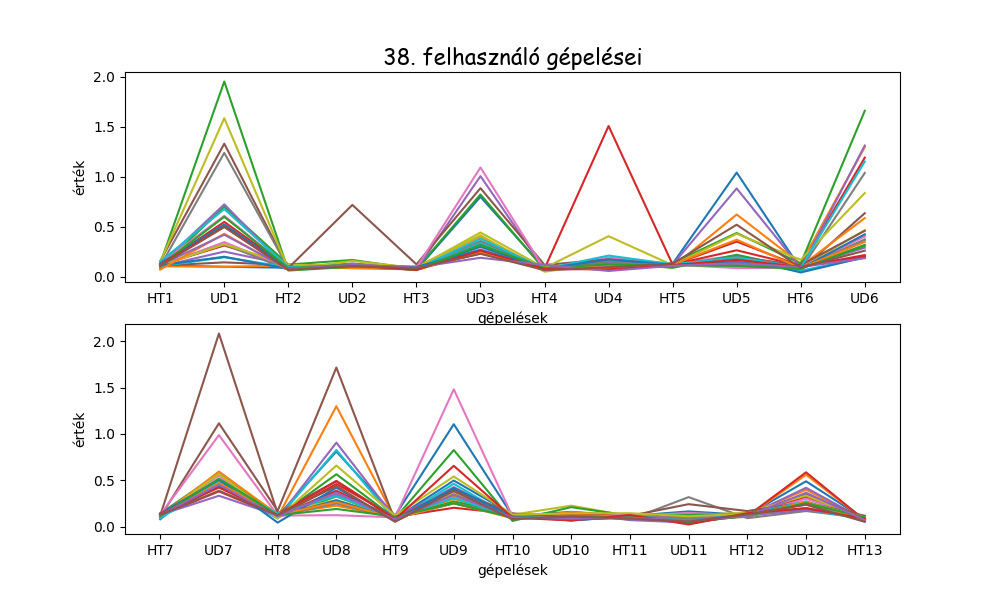 38. felhasználó gépelései
2.0
1.5
1.0
0.5
0.0
érték
HT1 UD1 HT2 UD2 HT3 UD3 HT4 UD4 HT5 UD5 HT6 UD6
gépelések
2.0
1.5
1.0
0.5
0.0
érték
HT7 UD7 HT8 UD8 HT9 UD9 HT10 UD10 HT11 UD11 HT12 UD12 HT13
gépelések